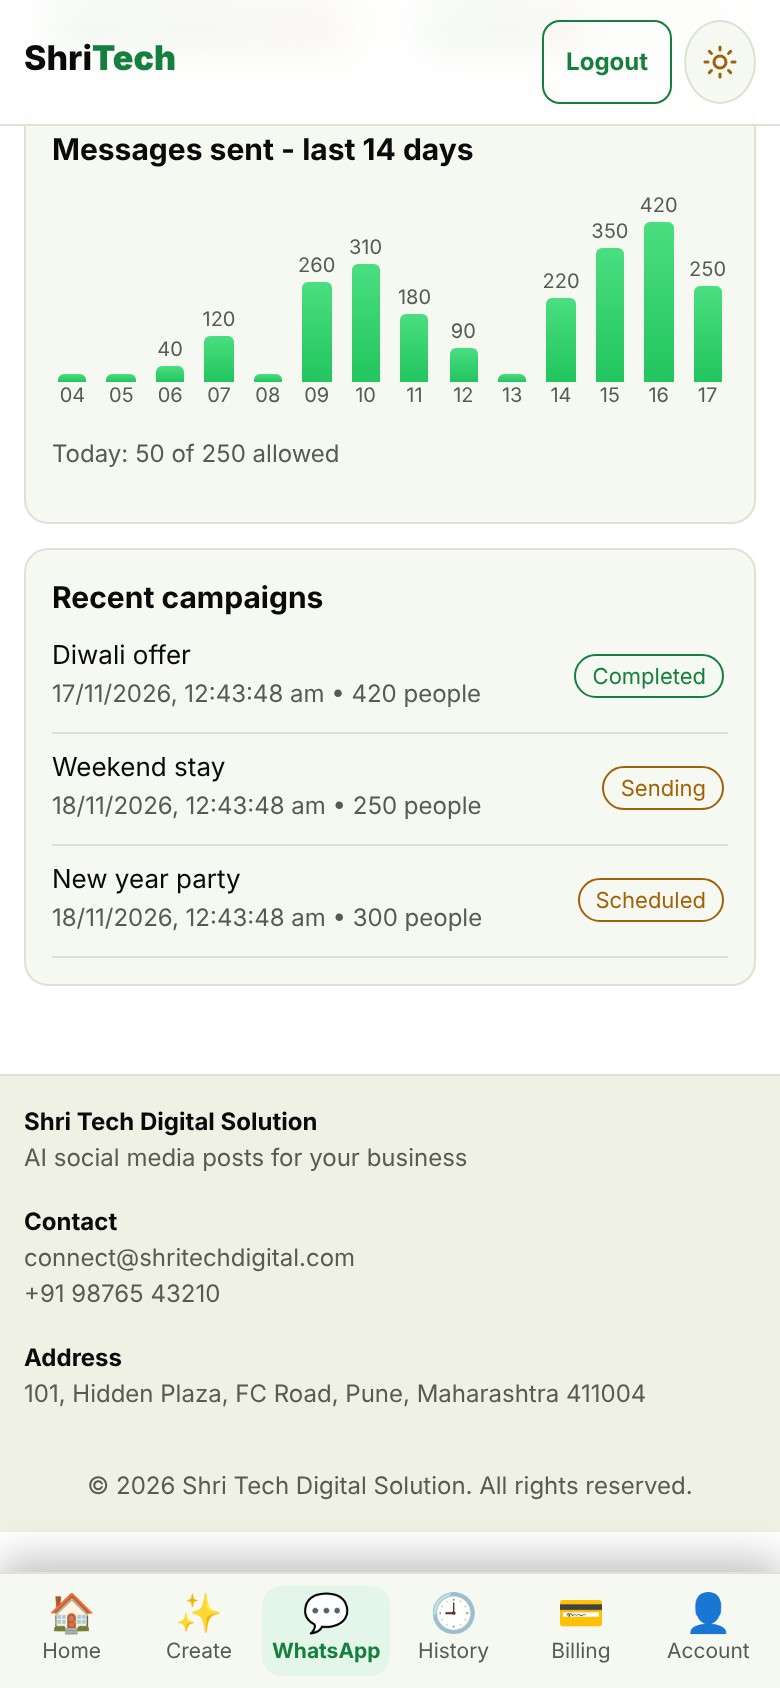 ShriTech
Logout
Messages sent - last 14 days
40
120
260
310
180
90
220
350
420
250
04 05 06 07 08 09 10 11 12 13 14 15 16 17
Today: 50 of 250 allowed
Recent campaigns
Diwali offer
17/11/2026, 12:43:48 am • 420 people
Completed
Weekend stay
18/11/2026, 12:43:48 am • 250 people
Sending
New year party
18/11/2026, 12:43:48 am • 300 people
Scheduled
Shri Tech Digital Solution
AI social media posts for your business
Contact
connect@shritechdigital.com
+91 98765 43210
Address
101, Hidden Plaza, FC Road, Pune, Maharashtra 411004
© 2026 Shri Tech Digital Solution. All rights reserved.
Home
Create
WhatsApp
History
Billing
Account